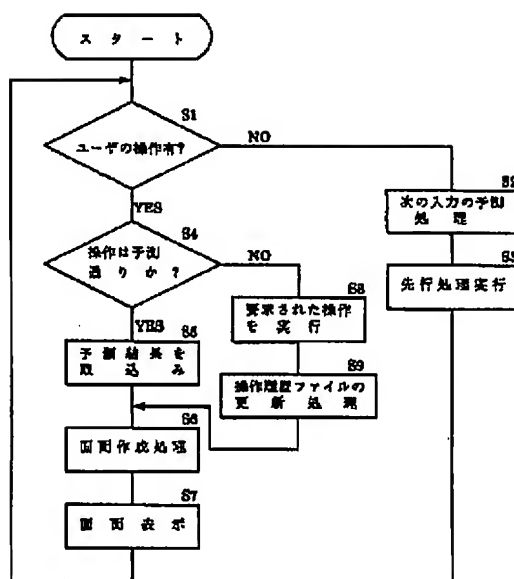 スタート
S1
ユーザの操作有?
NO
YES
S2
次の入力の予測
処理
S4
操作は予測
通りか?
NO
先行処理実行
YES
S8
要求された操作
を実行
S5
予測結果を
取込み
S9
操作履歴ファイルの
更新処理
S6
画面作成処理
S7
画面表示